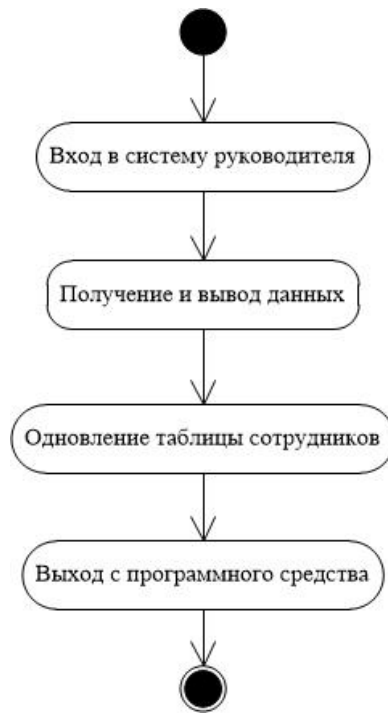 Вход в систему руководителя
Получение и вывод данных
Одновление таблицы сотрудников
Выход с программного средства